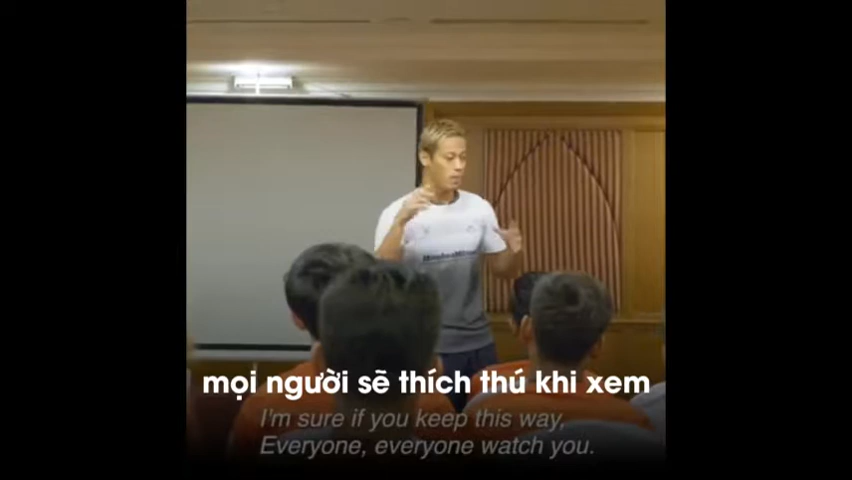 mọi người sẽ thích thú khi xem
I'm sure if you keep this way,
Everyone, everyone watch you.